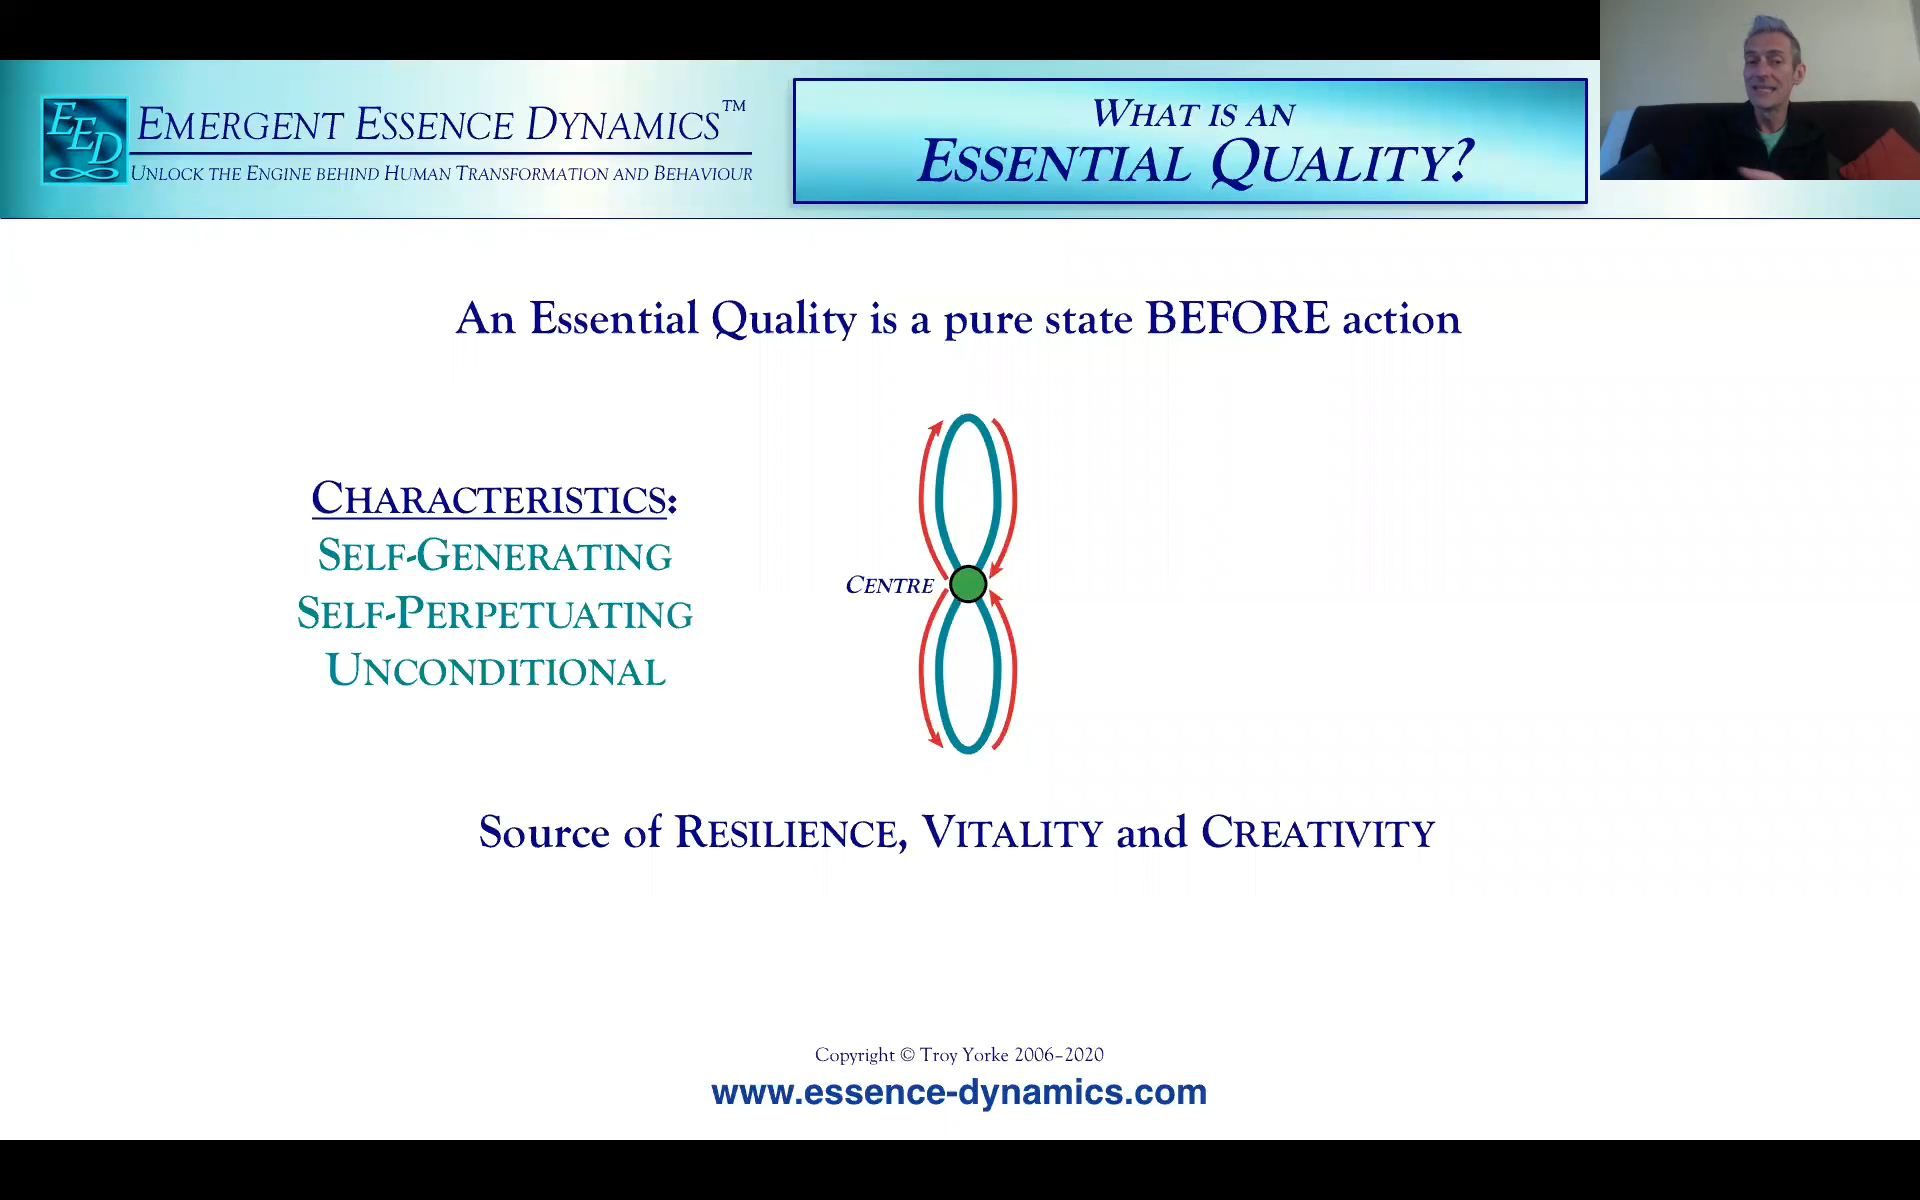 EED
EMERGENT ESSENCE DYNAMICS™
UNLOCK THE ENGINE BEHIND HUMAN TRANSFORMATION AND BEHAVIOUR
WHAT IS AN
ESSENTIAL QUALITY?
An Essential Quality is a pure state BEFORE action
CHARACTERISTICS:
SELF-GENERATING
SELF-PERPETUATING
UNCONDITIONAL
CENTRE
Source of RESILIENCE, VITALITY and CREATIVITY
Copyright © Troy Yorke 2006–2020
www.essence-dynamics.com